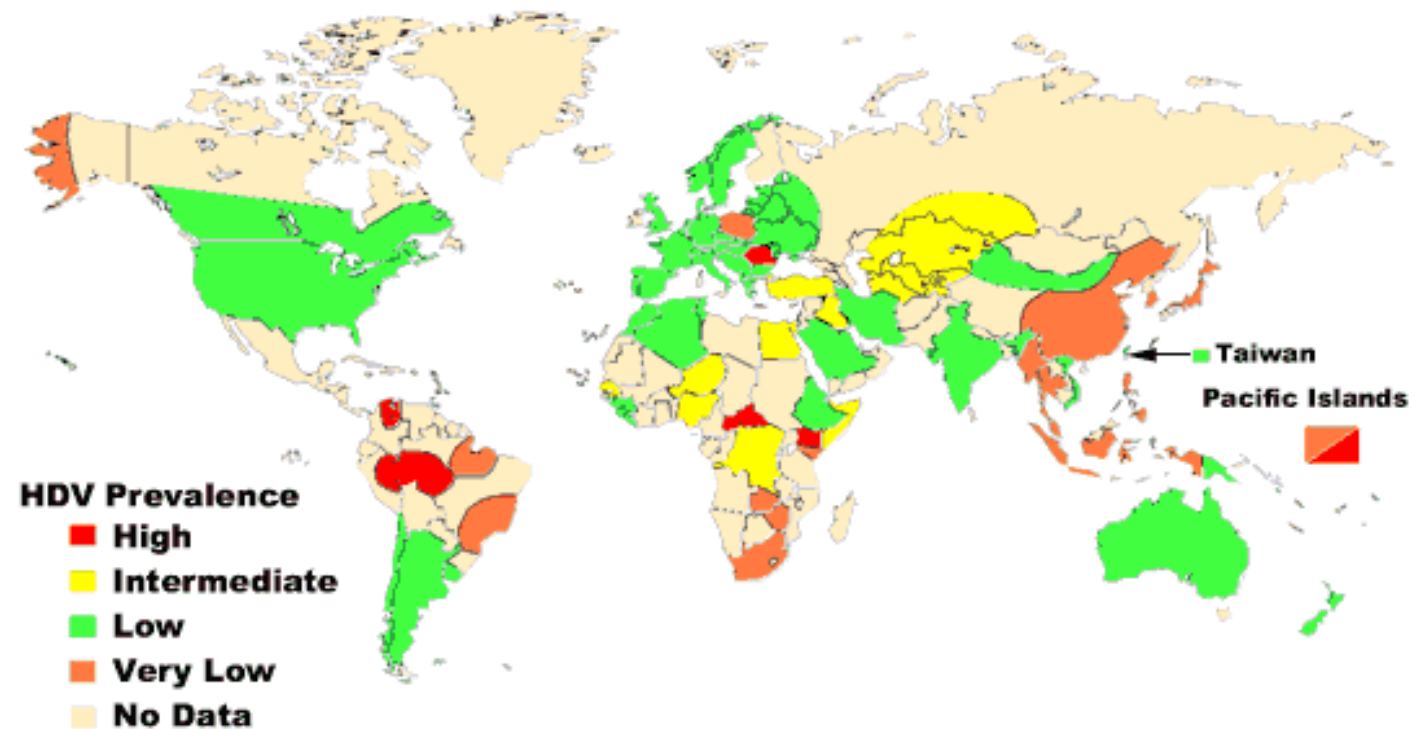 Taiwan
Pacific Islands
HDV Prevalence
High
Intermediate
Low
Very Low
No Data